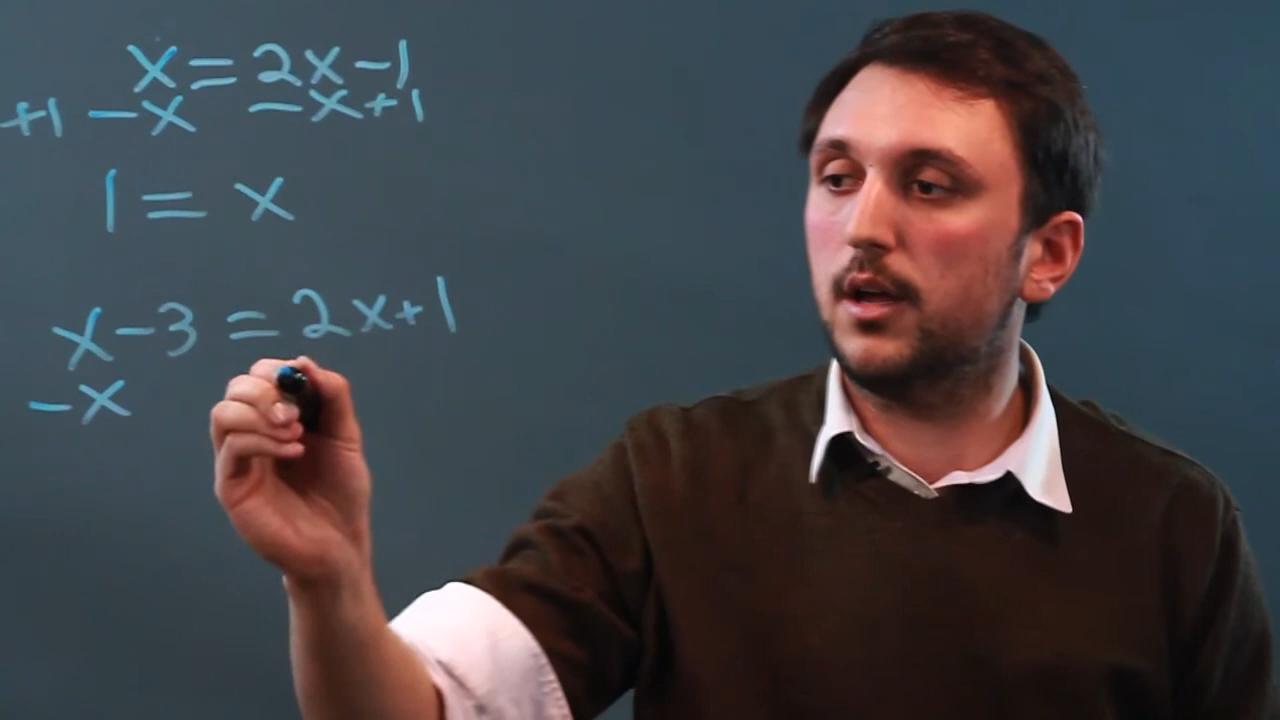 x=2x-1
+1 -x -x+1
1 = x
x-3 = 2x+1
-x